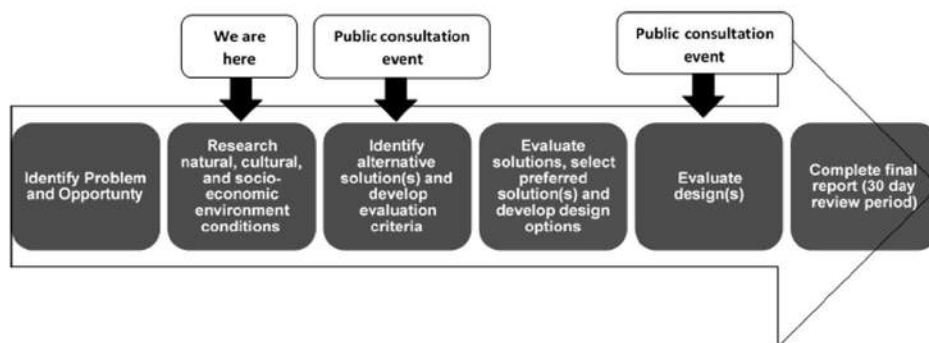 We are
here
Public consultation
event
Public consultation
event
Identify Problem
and Opportunty
Research
natural, cultural,
and socio-
economic
environment
conditions
Identify
alternative
solution(s) and
develop
evaluation
criteria
Evaluate
solutions, select
preferred
solution(s) and
develop design
options
Evaluate
design(s)
Complete final
report (30 day
review period)